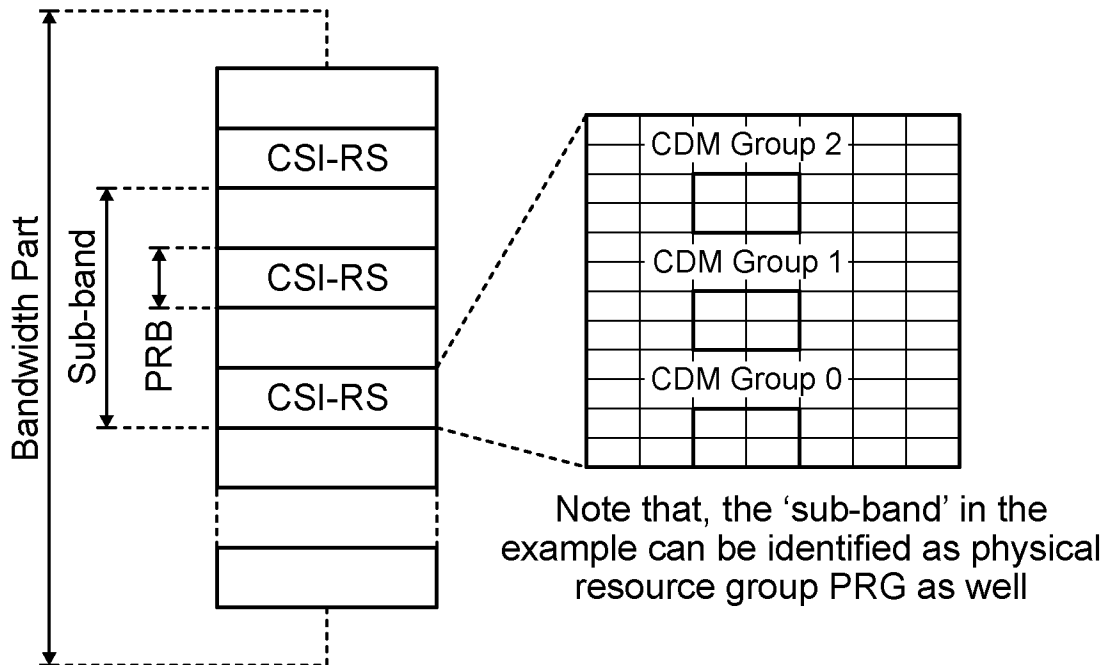 Bandwidth Part
Sub-band
PRB
CSI-RS
CSI-RS
CSI-RS
CDM Group 2
CDM Group 1
CDM Group 0
Note that, the ‘sub-band’ in the
example can be identified as physical
resource group PRG as well